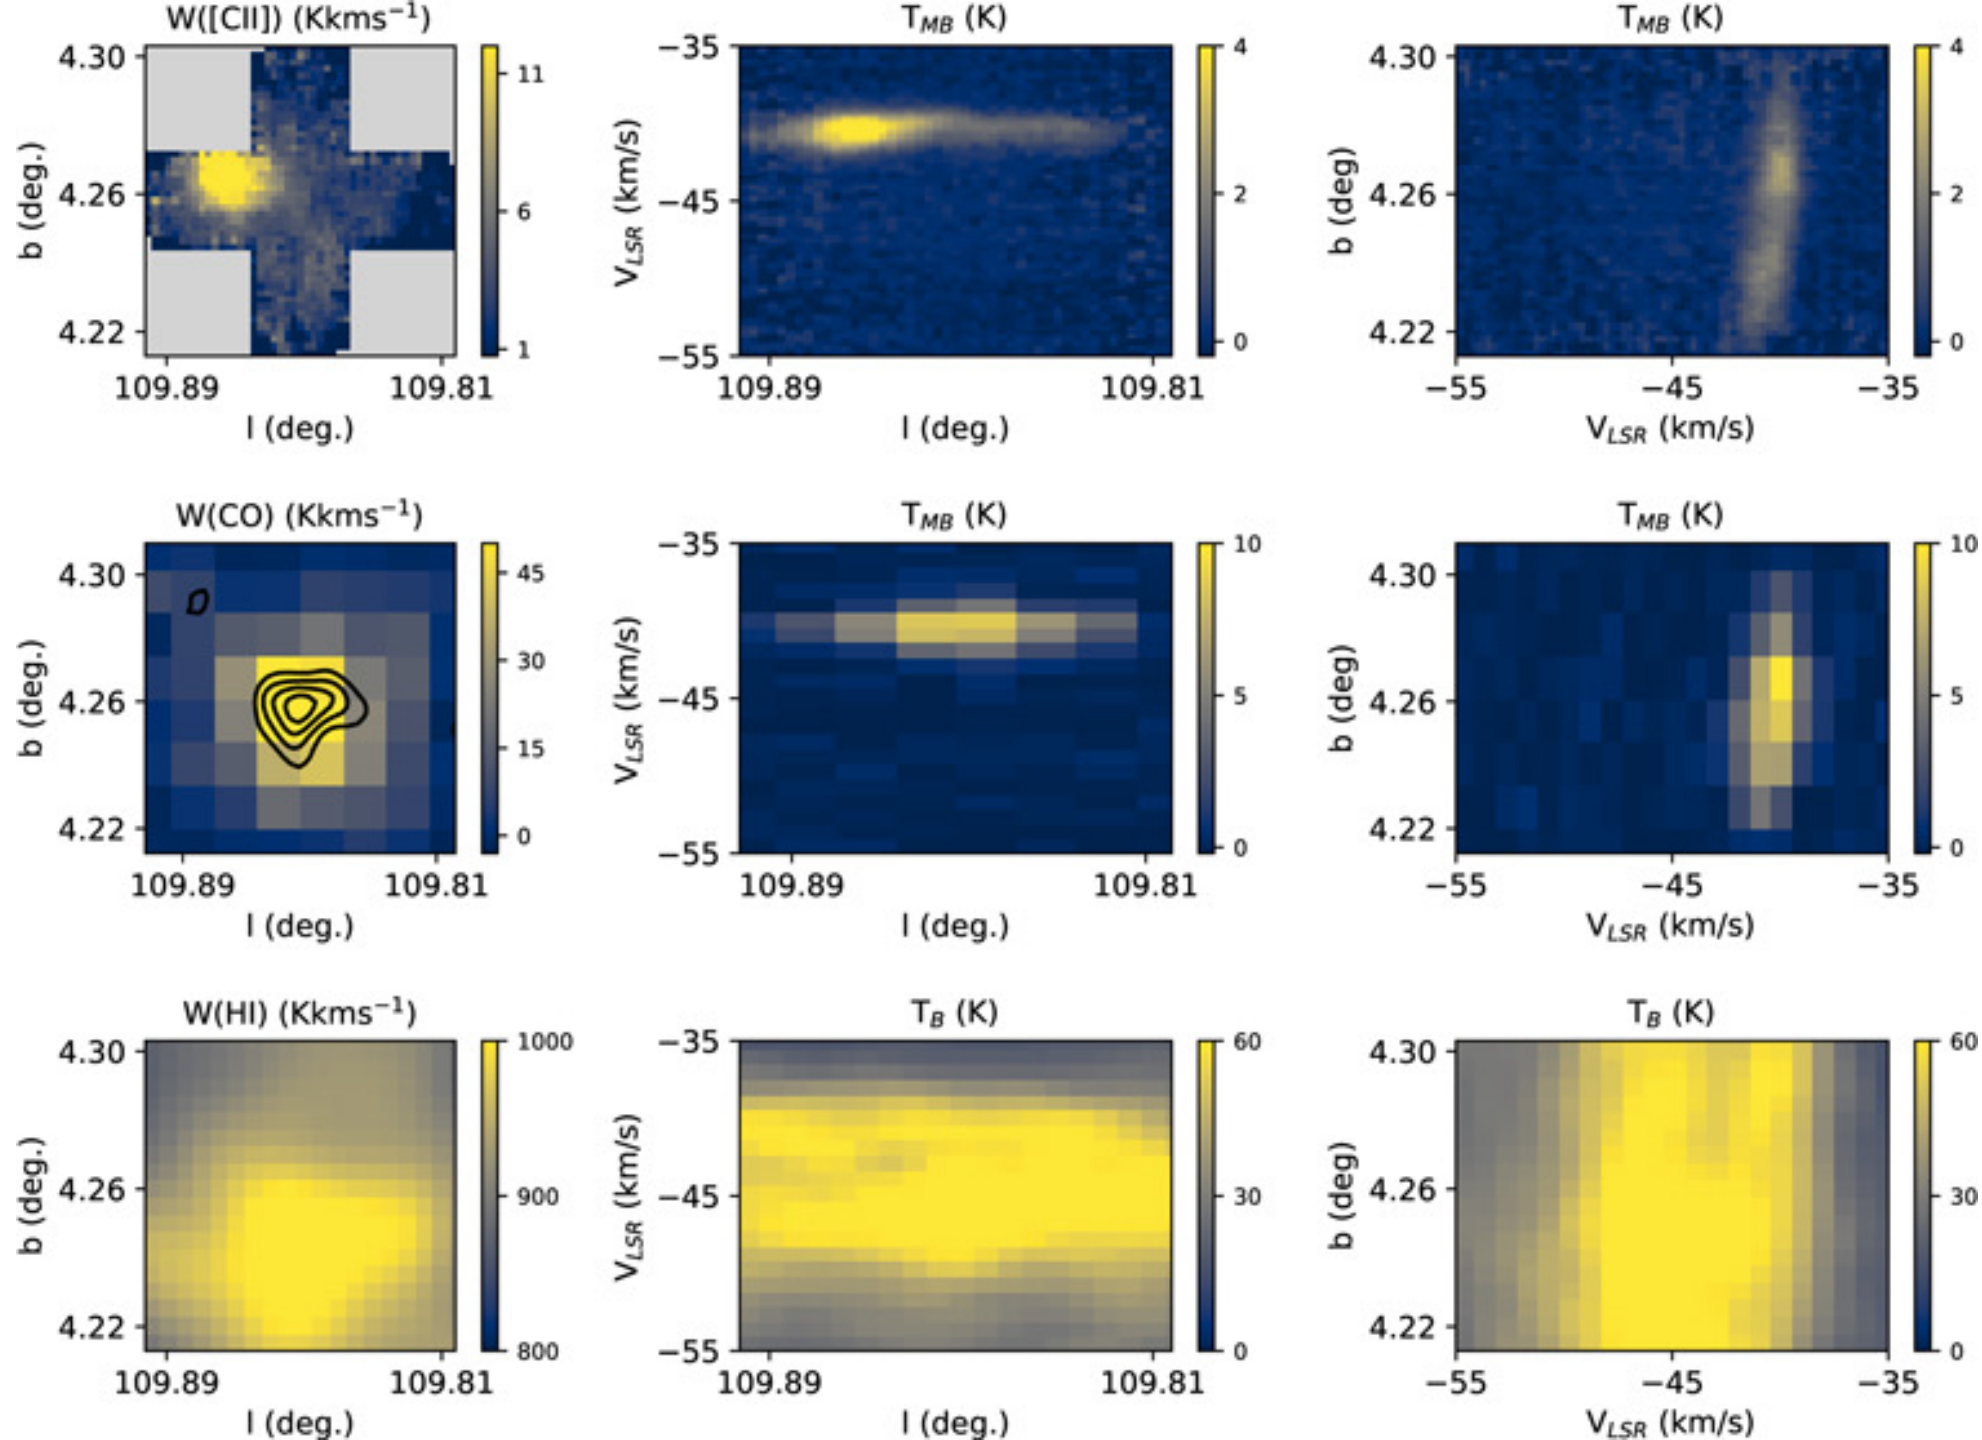 W([CII]) (Kkms⁻¹)
4.30
4.26
4.22
b (deg.)
109.89 109.81
l (deg.)
11
6
1
T_MB (K)
−35
−45
−55
V_LSR (km/s)
109.89 109.81
l (deg.)
4
2
0
T_MB (K)
4.30
4.26
4.22
b (deg)
−55 −45 −35
V_LSR (km/s)
4
2
0
W(CO) (Kkms⁻¹)
4.30
4.26
4.22
b (deg.)
109.89 109.81
l (deg.)
45
30
15
0
T_MB (K)
−35
−45
−55
V_LSR (km/s)
109.89 109.81
l (deg.)
10
5
0
T_MB (K)
4.30
4.26
4.22
b (deg)
−55 −45 −35
V_LSR (km/s)
10
5
0
W(HI) (Kkms⁻¹)
4.30
4.26
4.22
b (deg.)
109.89 109.81
l (deg.)
1000
900
800
T_B (K)
−35
−45
−55
V_LSR (km/s)
109.89 109.81
l (deg.)
60
30
0
T_B (K)
4.30
4.26
4.22
b (deg)
−55 −45 −35
V_LSR (km/s)
60
30
0